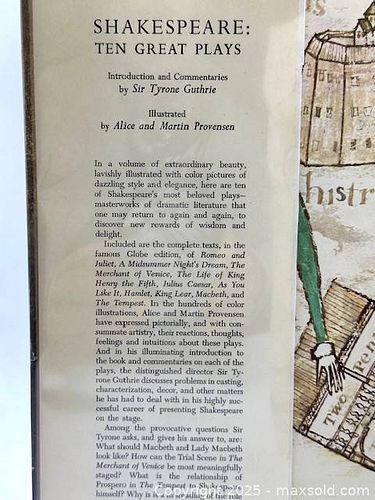 SHAKESPEARE:
TEN GREAT PLAYS
Introduction and Commentaries
by Sir Tyrone Guthrie
Illustrated
by Alice and Martin Provensen
In a volume of extraordinary beauty,
lavishly illustrated with color pictures of
dazzling style and elegance, here are ten
of Shakespeare's most beloved plays—
masterworks of dramatic literature that
one may return to again and again, to
discover new rewards of wisdom and
delight.
Included are the complete texts, in the
famous Globe edition, of Romeo and
Juliet, A Midsummer Night's Dream, The
Merchant of Venice, The Life of King
Henry the Fifth, Julius Caesar, As You
Like It, Hamlet, King Lear, Macbeth, and
The Tempest. In the hundreds of color
illustrations, Alice and Martin Provensen
have expressed pictorially, and with con-
summate artistry, their reactions, thoughts,
feelings and intuitions about these plays.
And in his illuminating introduction to
the book and commentaries on each of the
plays, the distinguished director Sir Ty-
rone Guthrie discusses problems in casting,
characterization, decor, and other matters
he has had to deal with in his highly suc-
cessful career of presenting Shakespeare
on the stage.
Among the provocative questions Sir
Tyrone asks, and gives his answer to, are:
What should Macbeth and Lady Macbeth
look like? How can the Trial Scene in The
Merchant of Venice be most meaningfully
staged? What is the relationship of
Prospero in The Tempest to Shakespeare
himself? Why is
histr
TWO
Copyright 2025 - maxsold.com